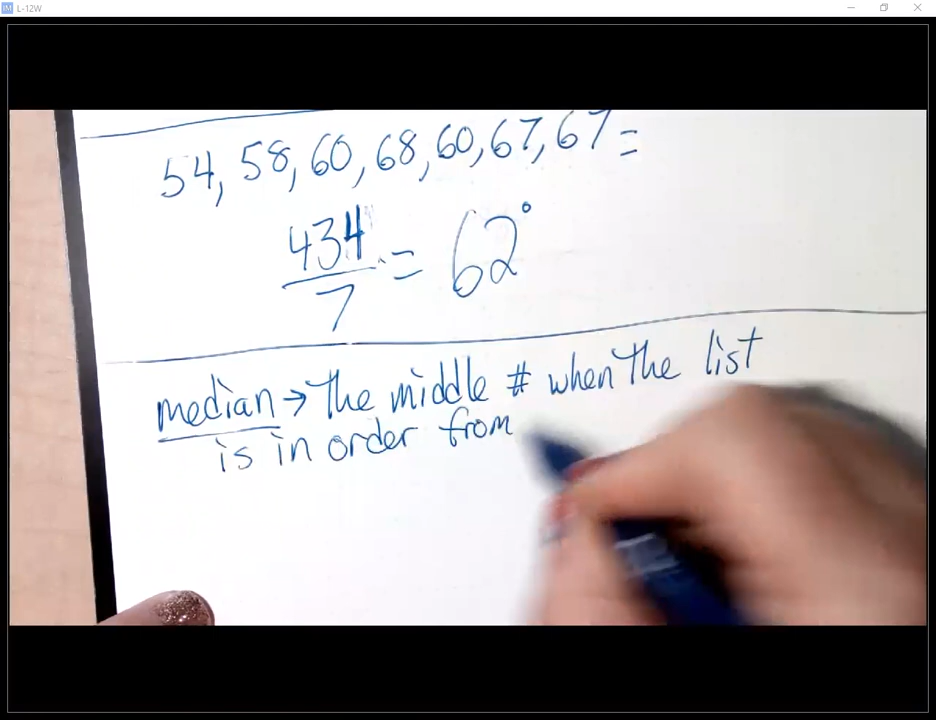 L-12W
54, 58, 60, 68, 60, 67, 67 =
434
7
= 62°
median → the middle # when the list
is in order from